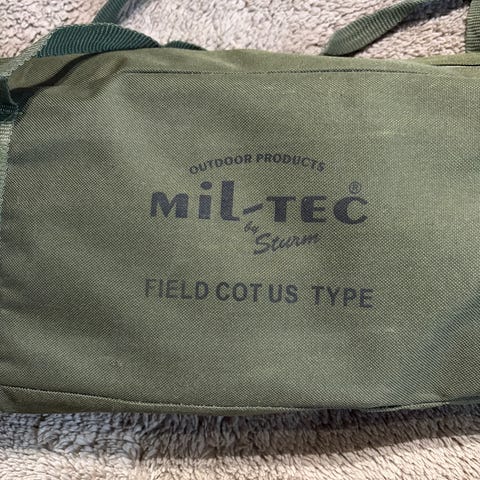 OUTDOOR PRODUCTS
MiL-TEC®
by Sturm
FIELD COT US TYPE